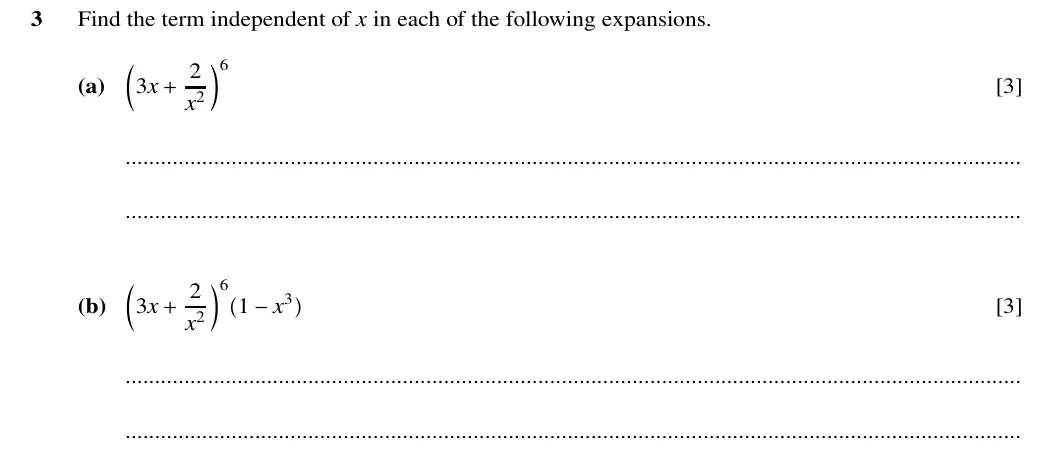 3 Find the term independent of x in each of the following expansions.
(a) (3x + 2/x²)⁶ [3]
(b) (3x + 2/x²)⁶(1 − x³) [3]